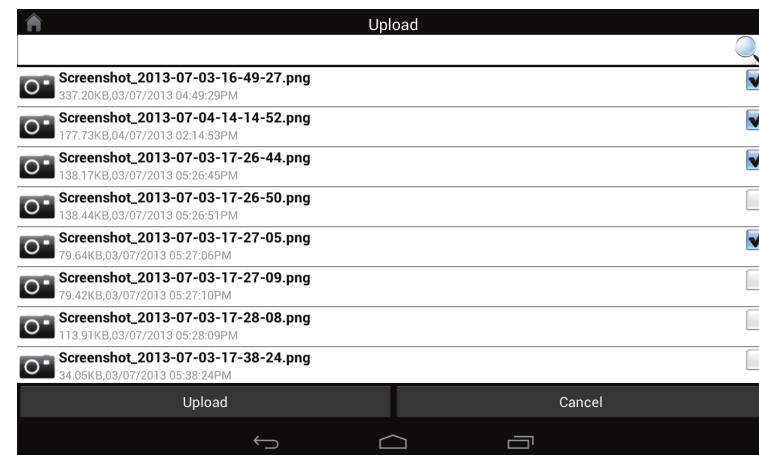 Upload
Screenshot_2013-07-03-16-49-27.png
337.20KB,03/07/2013 04:49:29PM
Screenshot_2013-07-04-14-14-52.png
177.73KB,04/07/2013 02:14:53PM
Screenshot_2013-07-03-17-26-44.png
138.17KB,03/07/2013 05:26:45PM
Screenshot_2013-07-03-17-26-50.png
138.44KB,03/07/2013 05:26:51PM
Screenshot_2013-07-03-17-27-05.png
79.64KB,03/07/2013 05:27:06PM
Screenshot_2013-07-03-17-27-09.png
79.42KB,03/07/2013 05:27:10PM
Screenshot_2013-07-03-17-28-08.png
113.91KB,03/07/2013 05:28:09PM
Screenshot_2013-07-03-17-38-24.png
34.05KB,03/07/2013 05:38:24PM
Upload Cancel